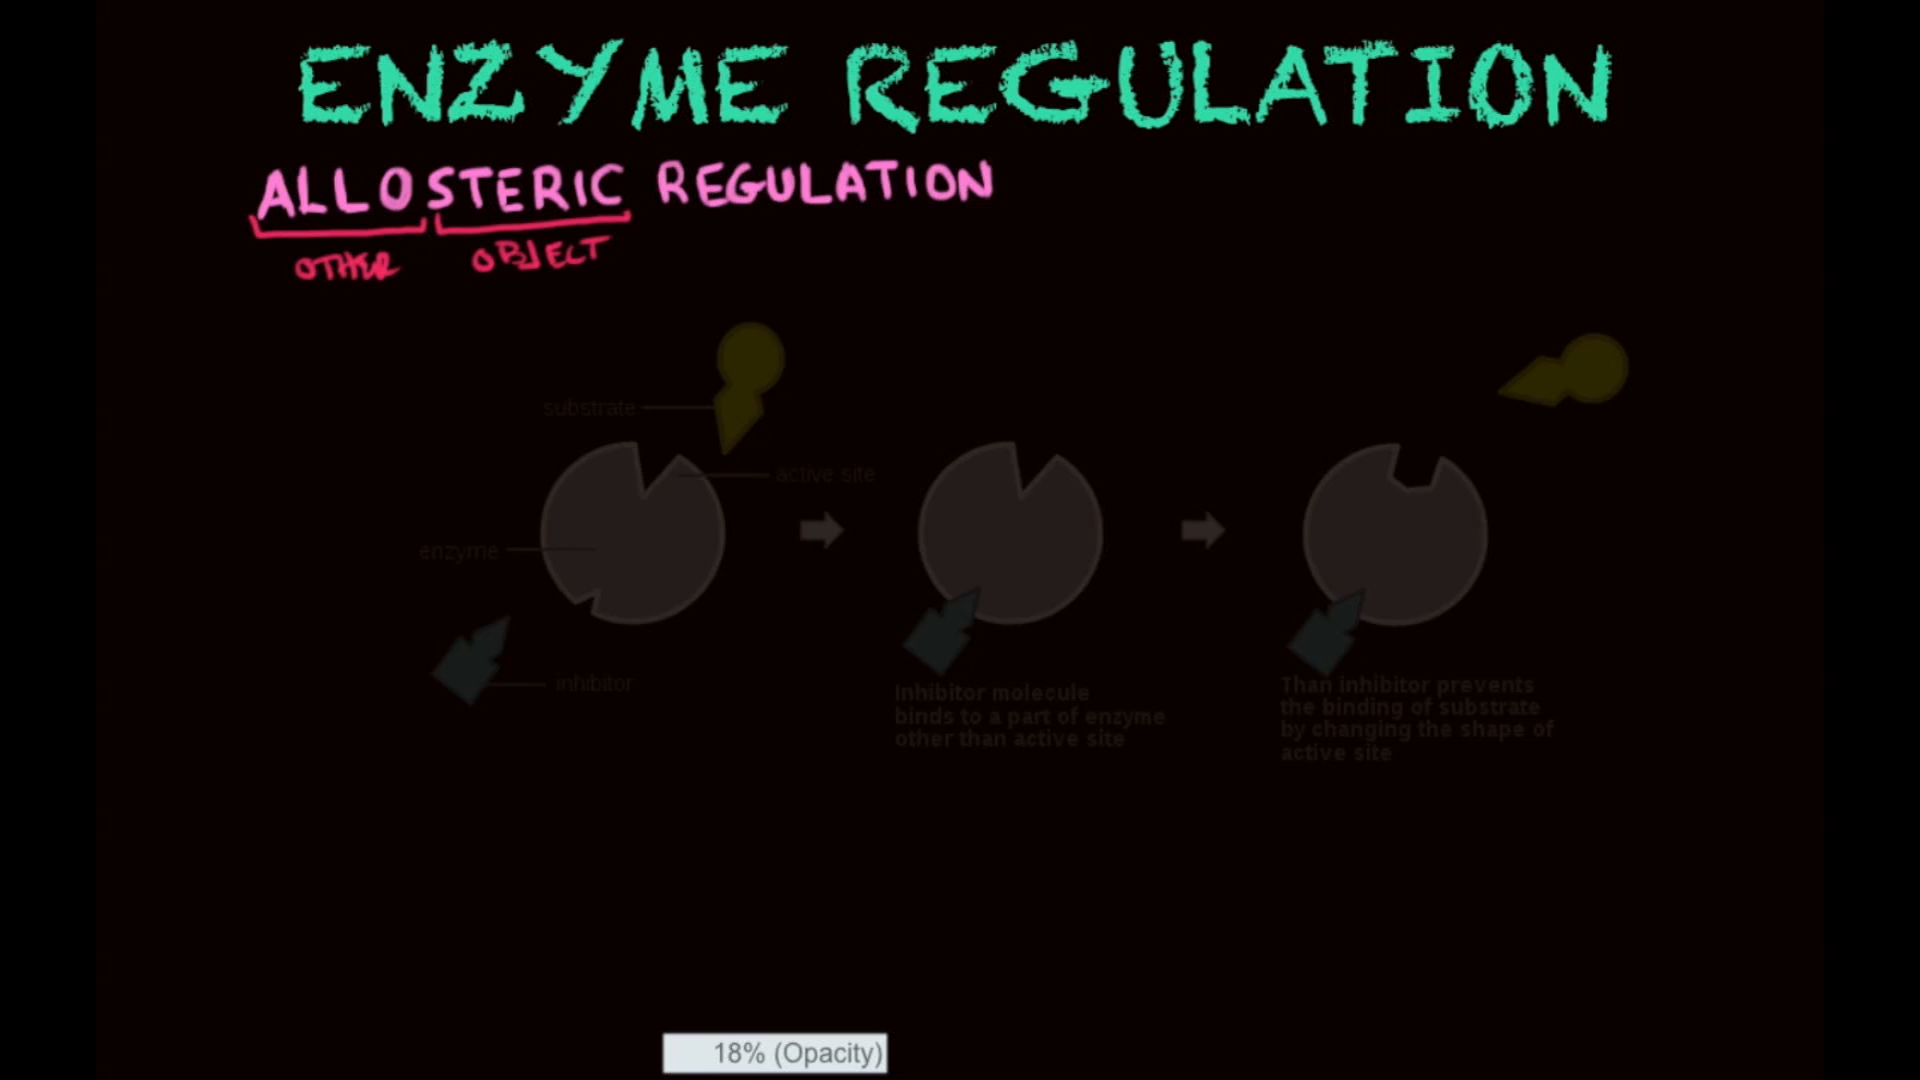 ENZYME REGULATION
ALLOSTERIC REGULATION
OTHER OBJECT
substrate
active site
enzyme
inhibitor
Inhibitor molecule
binds to a part of enzyme
other than active site
Than inhibitor prevents
the binding of substrate
by changing the shape of
active site
18% (Opacity)